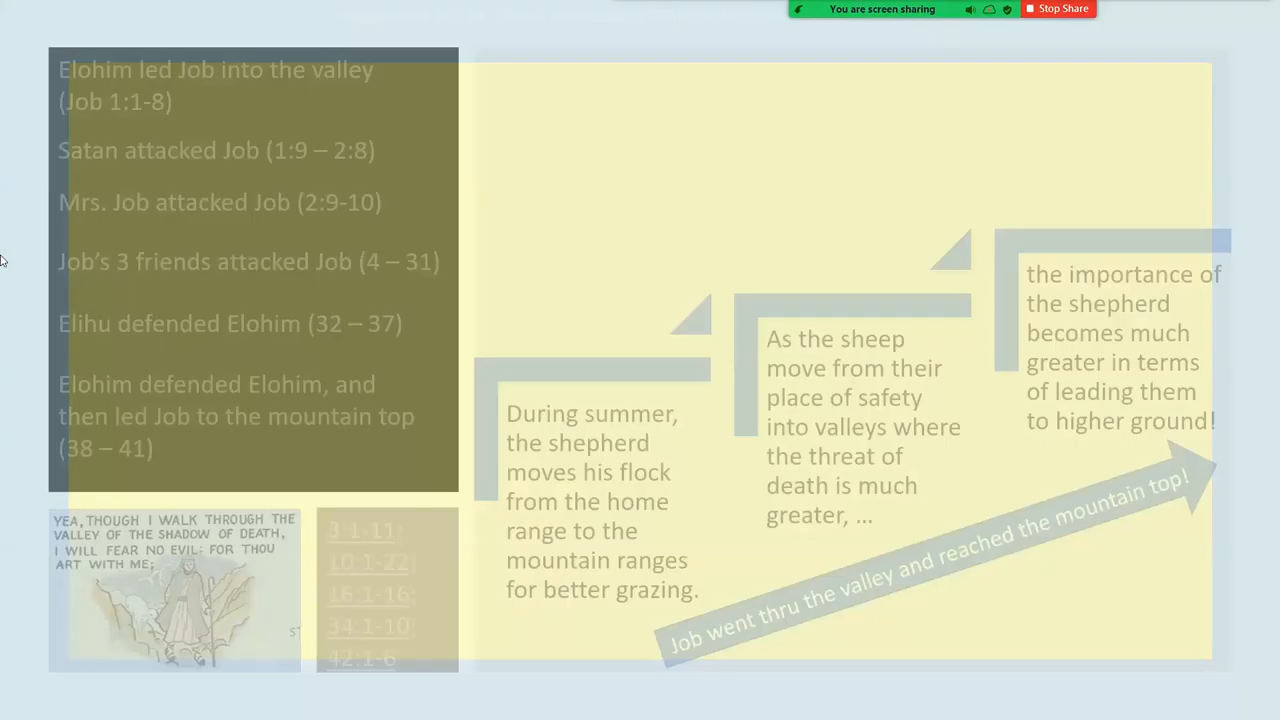 You are screen sharing
Stop Share
Elohim led Job into the valley
(Job 1:1-8)
Satan attacked Job (1:9 – 2:8)
Mrs. Job attacked Job (2:9-10)
Job’s 3 friends attacked Job (4 – 31)
Elihu defended Elohim (32 – 37)
Elohim defended Elohim, and
then led Job to the mountain top
(38 – 41)
YEA, THOUGH I WALK THROUGH THE
VALLEY OF THE SHADOW OF DEATH,
I WILL FEAR NO EVIL: FOR THOU
ART WITH ME;
3:1-11;
10:1-22;
16:1-16;
34:1-10;
42:1-6
During summer,
the shepherd
moves his flock
from the home
range to the
mountain ranges
for better grazing.
As the sheep
move from their
place of safety
into valleys where
the threat of
death is much
greater, …
the importance of
the shepherd
becomes much
greater in terms
of leading them
to higher ground!
Job went thru the valley and reached the mountain top!